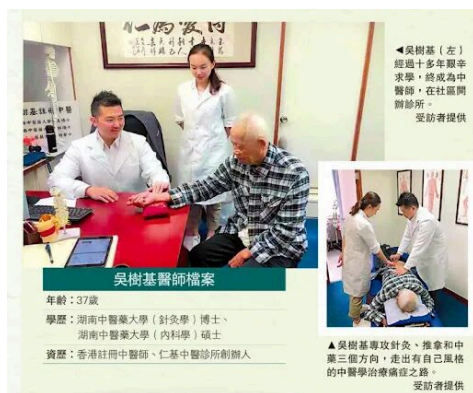 ◀吳樹基（左）
經過十多年艱辛
求學，終成為中
醫師，在社區開
辦診所。
受訪者提供
吳樹基醫師檔案
年齡：37歲
學歷：湖南中醫藥大學（針灸學）博士、
湖南中醫藥大學（內科學）碩士
資歷：香港註冊中醫師、仁基中醫診所創辦人
▲吳樹基專攻針灸、推拿和中
藥三個方向，走出有自己風格
的中醫學治療痛症之路。
受訪者提供